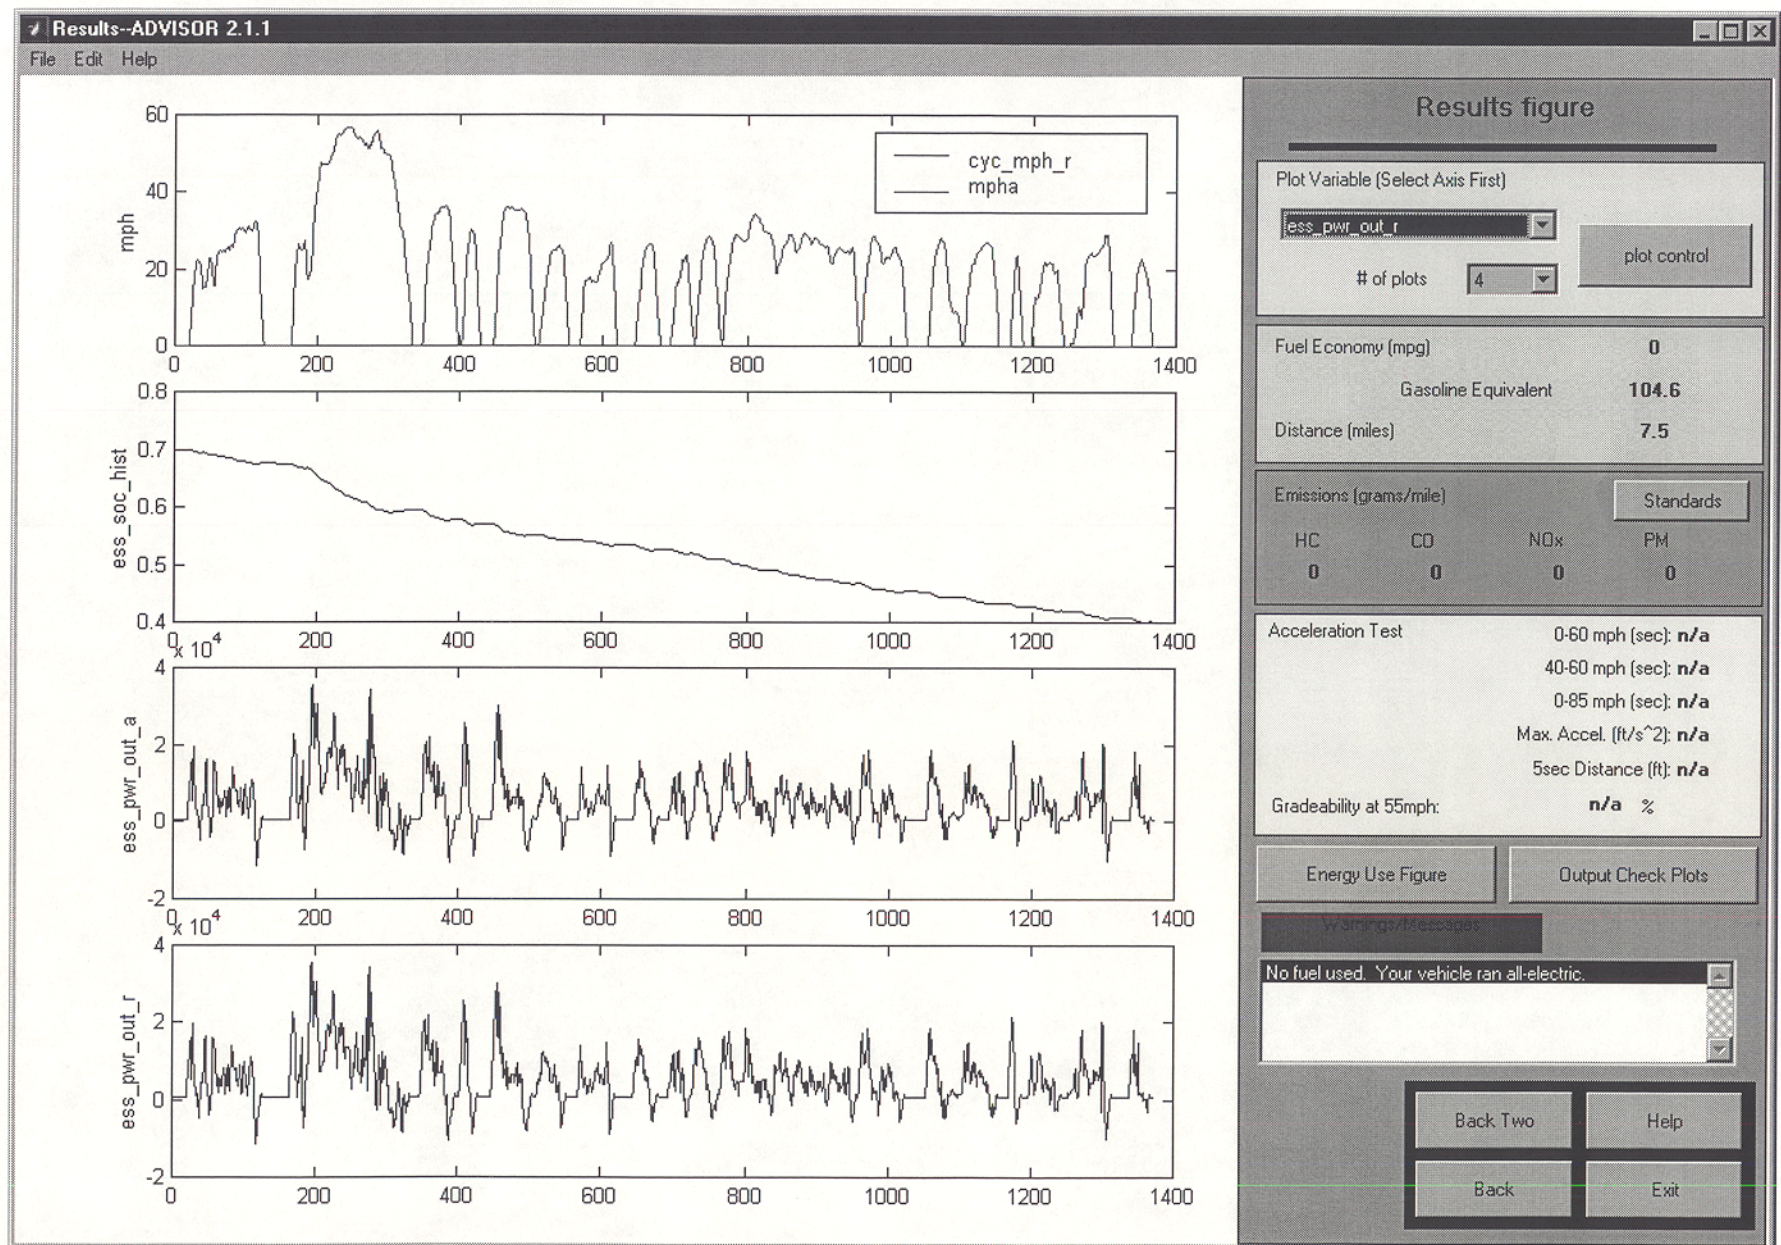 Results--ADVISOR 2.1.1
File Edit Help
60
40
20
0
mph
cyc_mph_r
mpha
0 200 400 600 800 1000 1200 1400
0.8
0.7
0.6
0.5
0.4
ess_soc_hist
0 200 400 600 800 1000 1200 1400
x 10^4
4
2
0
-2
ess_pwr_out_a
0 200 400 600 800 1000 1200 1400
x 10^4
4
2
0
-2
ess_pwr_out_r
0 200 400 600 800 1000 1200 1400
Results figure
Plot Variable (Select Axis First)
ess_pwr_out_r
# of plots 4
plot control
Fuel Economy (mpg) 0
Gasoline Equivalent 104.6
Distance (miles) 7.5
Emissions (grams/mile) Standards
HC CO NOx PM
0 0 0 0
Acceleration Test 0-60 mph (sec): n/a
40-60 mph (sec): n/a
0-85 mph (sec): n/a
Max. Accel. (ft/s^2): n/a
5sec Distance (ft): n/a
Gradeability at 55mph: n/a %
Energy Use Figure Output Check Plots
Warnings/Messages
No fuel used. Your vehicle ran all-electric.
Back Two Help
Back Exit